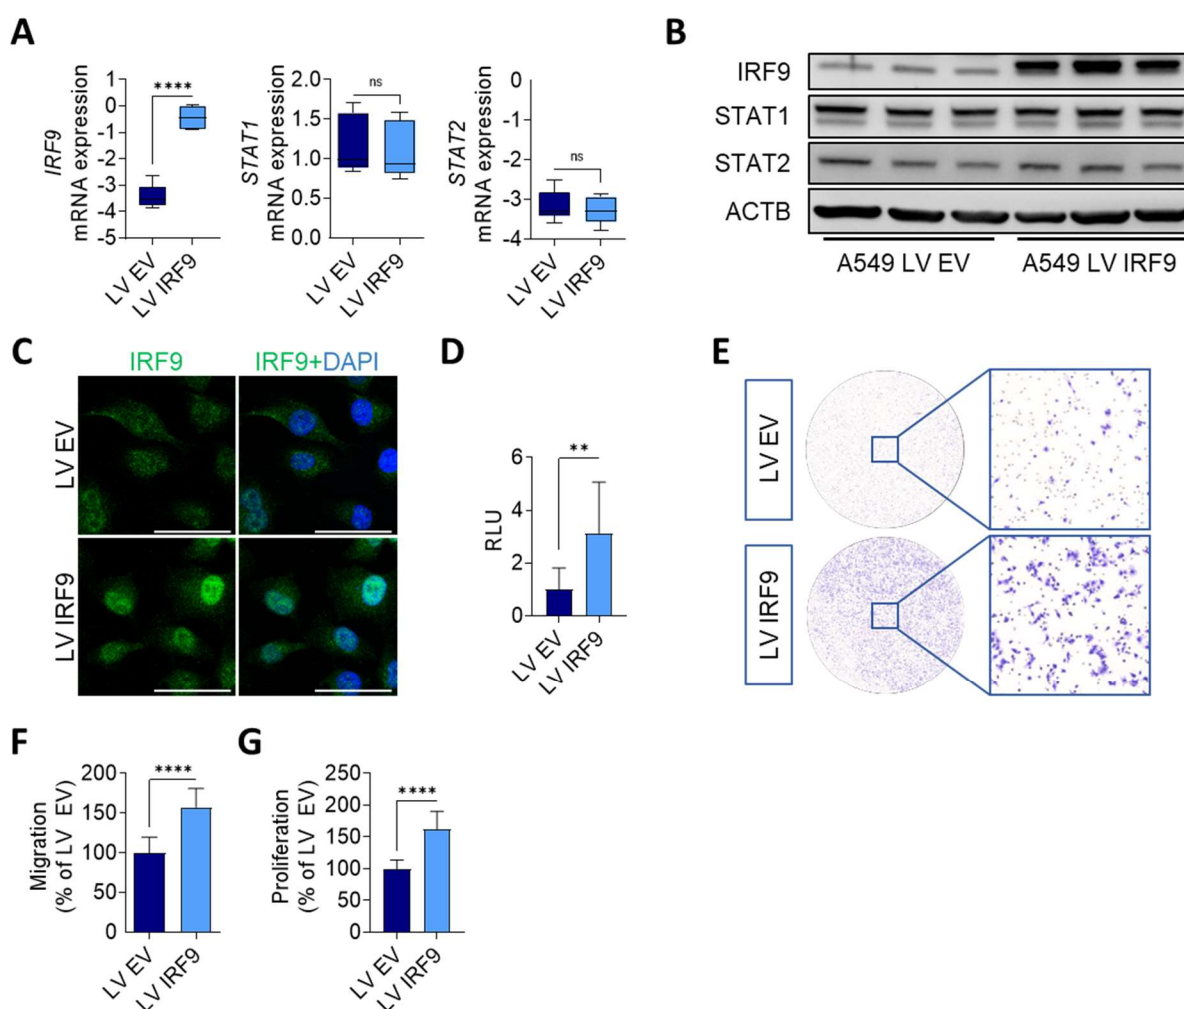 A
IRF9
mRNA expression
1
0
-1
-2
-3
-4
-5
****
LV EV
LV IRF9
STAT1
mRNA expression
2.0
1.5
1.0
0.5
0.0
ns
LV EV
LV IRF9
STAT2
mRNA expression
0
-1
-2
-3
-4
ns
LV EV
LV IRF9
B
IRF9
STAT1
STAT2
ACTB
A549 LV EV
A549 LV IRF9
C
IRF9
IRF9+DAPI
LV EV
LV IRF9
D
RLU
6
4
2
0
**
LV EV
LV IRF9
E
LV EV
LV IRF9
F
Migration
(% of LV EV)
200
150
100
50
0
****
LV EV
LV IRF9
G
Proliferation
(% of LV EV)
250
200
150
100
50
0
****
LV EV
LV IRF9